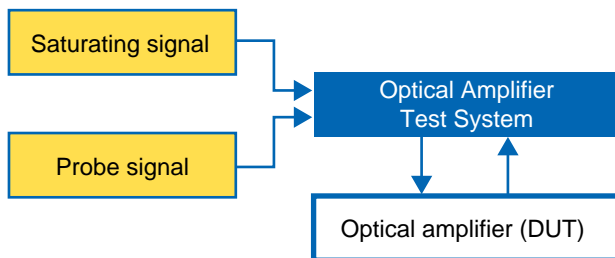 Saturating signal
Optical Amplifier
Test System
Probe signal
Optical amplifier (DUT)